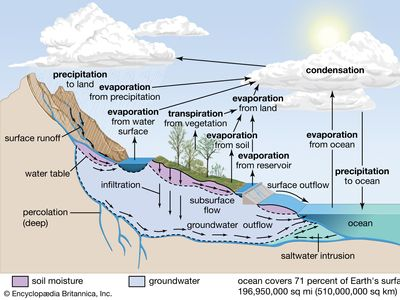 precipitation
to land
evaporation
from precipitation
condensation
evaporation
from water
surface
transpiration
from vegetation
evaporation
from land
evaporation
from soil
evaporation
from reservoir
evaporation
from ocean
precipitation
to ocean
surface runoff
water table
infiltration
subsurface
flow
surface outflow
percolation
(deep)
groundwater outflow
ocean
saltwater intrusion
soil moisture
groundwater
ocean covers 71 percent of Earth's surfa
196,950,000 sq mi (510,000,000 sq km)
© Encyclopædia Britannica, Inc.